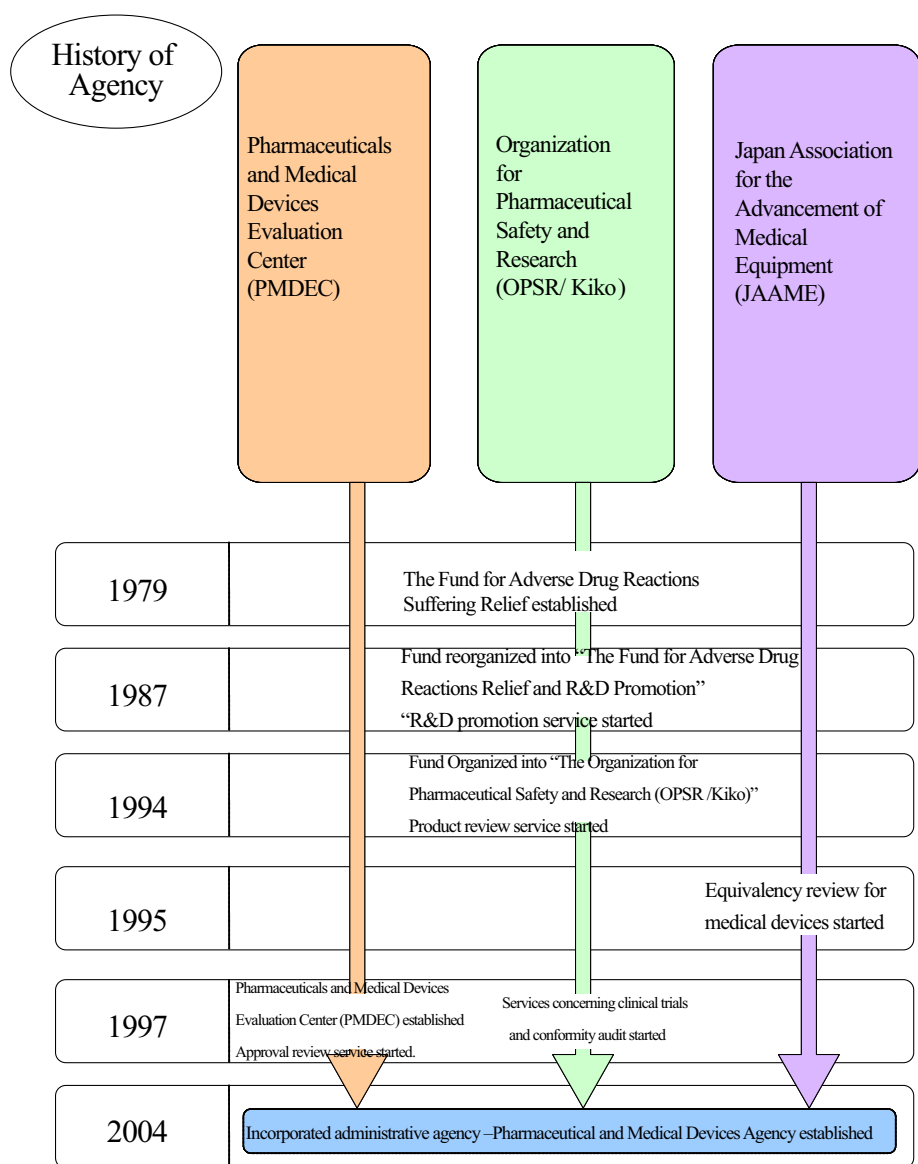 History of
Agency
Pharmaceuticals
and Medical
Devices
Evaluation
Center
(PMDEC)
Organization
for
Pharmaceutical
Safety and
Research
(OPSR/ Kiko)
Japan Association
for the
Advancement of
Medical
Equipment
(JAAME)
1979
The Fund for Adverse Drug Reactions
Suffering Relief established
1987
Fund reorganized into “The Fund for Adverse Drug
Reactions Relief and R&D Promotion”
“R&D promotion service started
1994
Fund Organized into “The Organization for
Pharmaceutical Safety and Research (OPSR /Kiko)”
Product review service started
1995
Equivalency review for
medical devices started
1997
Pharmaceuticals and Medical Devices
Evaluation Center (PMDEC) established
Approval review service started.
Services concerning clinical trials
and conformity audit started
2004
Incorporated administrative agency –Pharmaceutical and Medical Devices Agency established